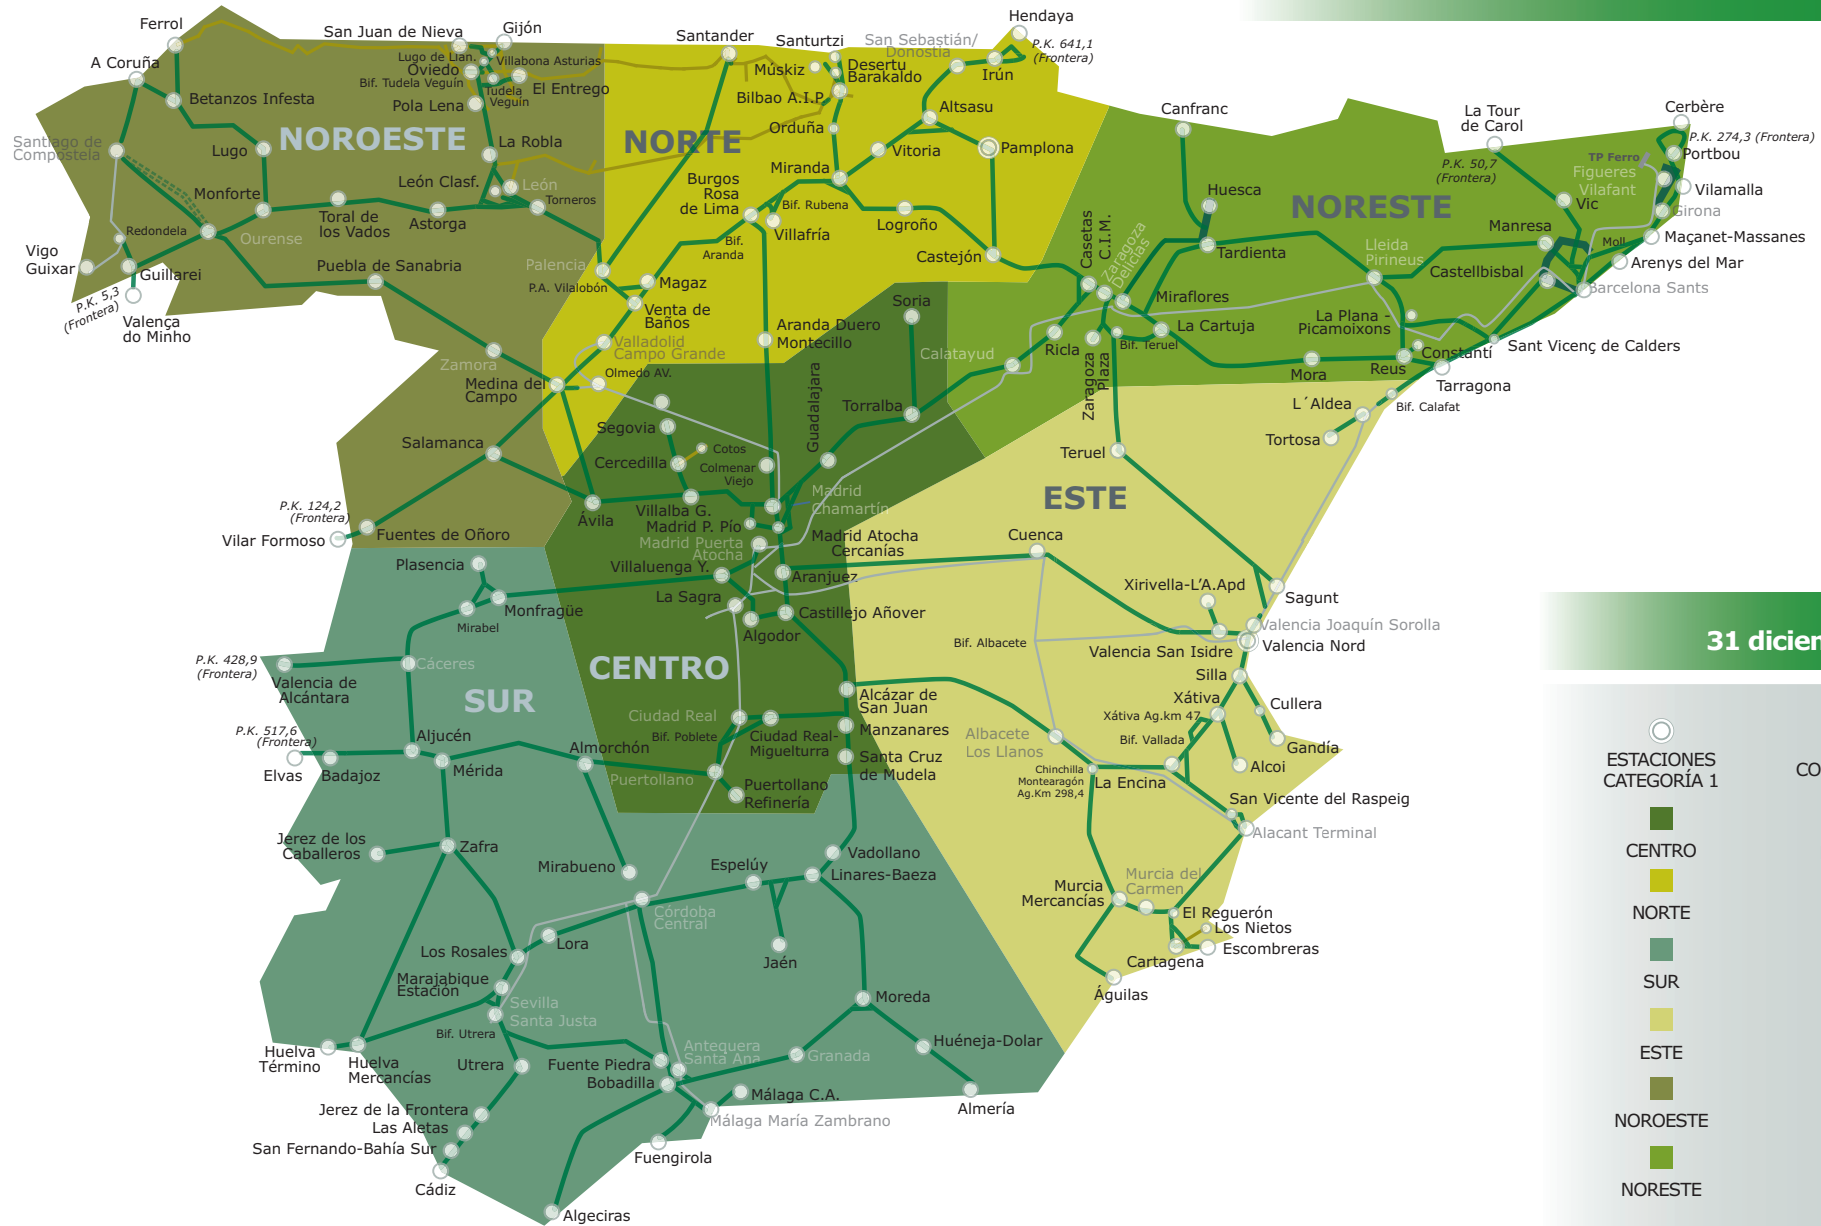 Ferrol
San Juan de Nieva
Gijón
Santander
Santurtzi
San Sebastián/
Donostia
Hendaya
P.K. 641,1
(Frontera)
A Coruña
Lugo de Llan.
Villabona Asturias
Oviedo
Bif. Tudela Veguín
Tudela
Veguín
El Entrego
Múskiz
Desertu
Barakaldo
Irún
Betanzos Infesta
Pola Lena
Bilbao A.I.P.
Altsasu
Canfranc
La Tour
de Carol
Cerbère
P.K. 274,3 (Frontera)
Santiago de
Compostela
NOROESTE
Lugo
La Robla
NORTE
Orduña
Vitoria
Pamplona
P.K. 50,7
(Frontera)
TP Ferro
Portbou
Figueres
Vilafant
Vilamalla
Monforte
León Clasf.
León
Torneros
Burgos
Rosa
de Lima
Miranda
Bif. Rubena
Huesca
NORESTE
Vic
Girona
Redondela
Ourense
Toral de
los Vados
Astorga
Villafría
Logroño
Casetas
C.I.M.
Zaragoza
Delicias
Tardienta
Lleida
Pirineus
Manresa
Moll.
Maçanet-Massanes
Vigo
Guixar
Guillarei
Puebla de Sanabria
Palencia
Bif.
Aranda
Castejón
Castellbisbal
Arenys del Mar
Barcelona Sants
P.K. 5,3
(Frontera)
Valença
do Minho
P.A. Vilalobón
Magaz
Venta de
Baños
Soria
Miraflores
La Cartuja
La Plana -
Picamoixons
Zamora
Valladolid
Campo Grande
Aranda Duero
Montecillo
Calatayud
Ricla
Zaragoza
Plaza
Bif. Teruel
Mora
Reus
Constantí
Tarragona
Sant Vicenç de Calders
Medina del
Campo
Olmedo AV.
Guadalajara
Torralba
L´Aldea
Bif. Calafat
Tortosa
Salamanca
Segovia
Cercedilla
Cotos
Colmenar
Viejo
Teruel
ESTE
P.K. 124,2
(Frontera)
Vilar Formoso
Fuentes de Oñoro
Ávila
Villalba G.
Madrid P. Pío
Madrid
Chamartín
Madrid Puerta
Atocha
Madrid Atocha
Cercanías
Cuenca
Plasencia
Villaluenga Y.
Aranjuez
Xirivella-L’A.Apd
Sagunt
Monfragüe
Mirabel
La Sagra
Algodor
Castillejo Añover
Valencia Joaquín Sorolla
31 diciem
Bif. Albacete
Valencia San Isidre
Valencia Nord
P.K. 428,9
(Frontera)
Valencia de
Alcántara
Cáceres
SUR
CENTRO
Silla
Alcázar de
San Juan
Xátiva
Cullera
P.K. 517,6
(Frontera)
Elvas
Badajoz
Aljucén
Mérida
Almorchón
Ciudad Real
Bif. Poblete
Ciudad Real-
Miguelturra
Manzanares
Xátiva Ag.km 47
Bif. Vallada
Gandía
Albacete
Los Llanos
Puertollano
Puertollano
Refinería
Santa Cruz
de Mudela
Chinchilla
Montearagón
Ag.Km 298,4
La Encina
Alcoi
San Vicente del Raspeig
Alacant Terminal
Jerez de los
Caballeros
Zafra
Mirabueno
Espelúy
Vadollano
Linares-Baeza
Murcia
Mercancías
Murcia del
Carmen
Córdoba
Central
El Reguerón
Los Nietos
Escombreras
Cartagena
Los Rosales
Lora
Jaén
Águilas
Marajabique
Estación
Sevilla
Santa Justa
Moreda
Bif. Utrera
Huelva
Término
Huelva
Mercancías
Utrera
Fuente Piedra
Bobadilla
Antequera
Santa Ana
Granada
Huéneja-Dolar
Málaga C.A.
Málaga María Zambrano
Almería
Jerez de la Frontera
Las Aletas
San Fernando-Bahía Sur
Cádiz
Fuengirola
Algeciras
ESTACIONES
CATEGORÍA 1
CO
CENTRO
NORTE
SUR
ESTE
NOROESTE
NORESTE